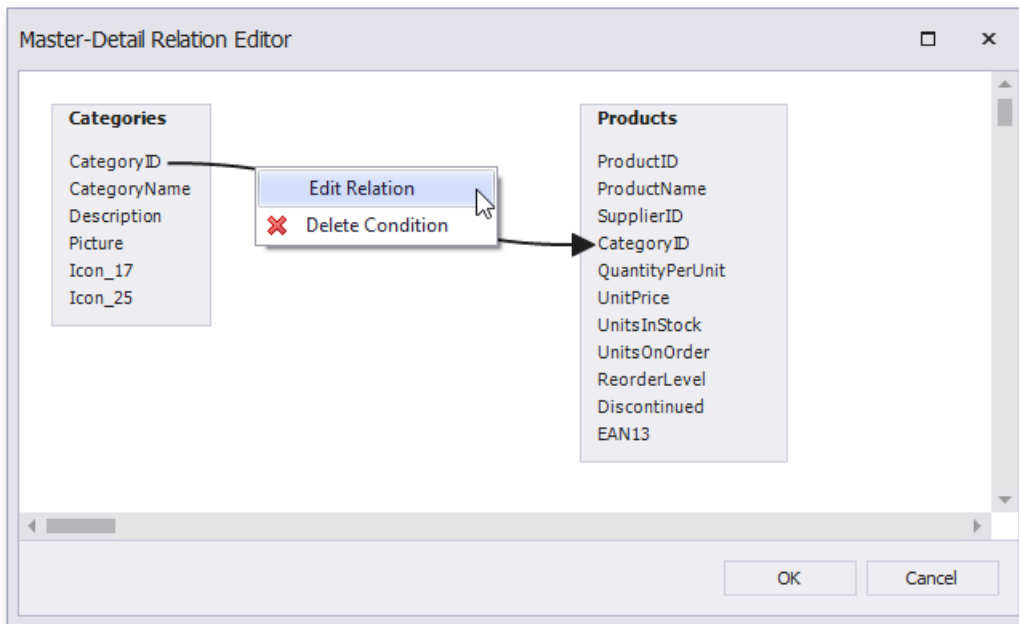 Master-Detail Relation Editor
Categories
CategoryID
CategoryName
Description
Picture
Icon_17
Icon_25
Edit Relation
Delete Condition
Products
ProductID
ProductName
SupplierID
CategoryID
QuantityPerUnit
UnitPrice
UnitsInStock
UnitsOnOrder
ReorderLevel
Discontinued
EAN13
OK
Cancel